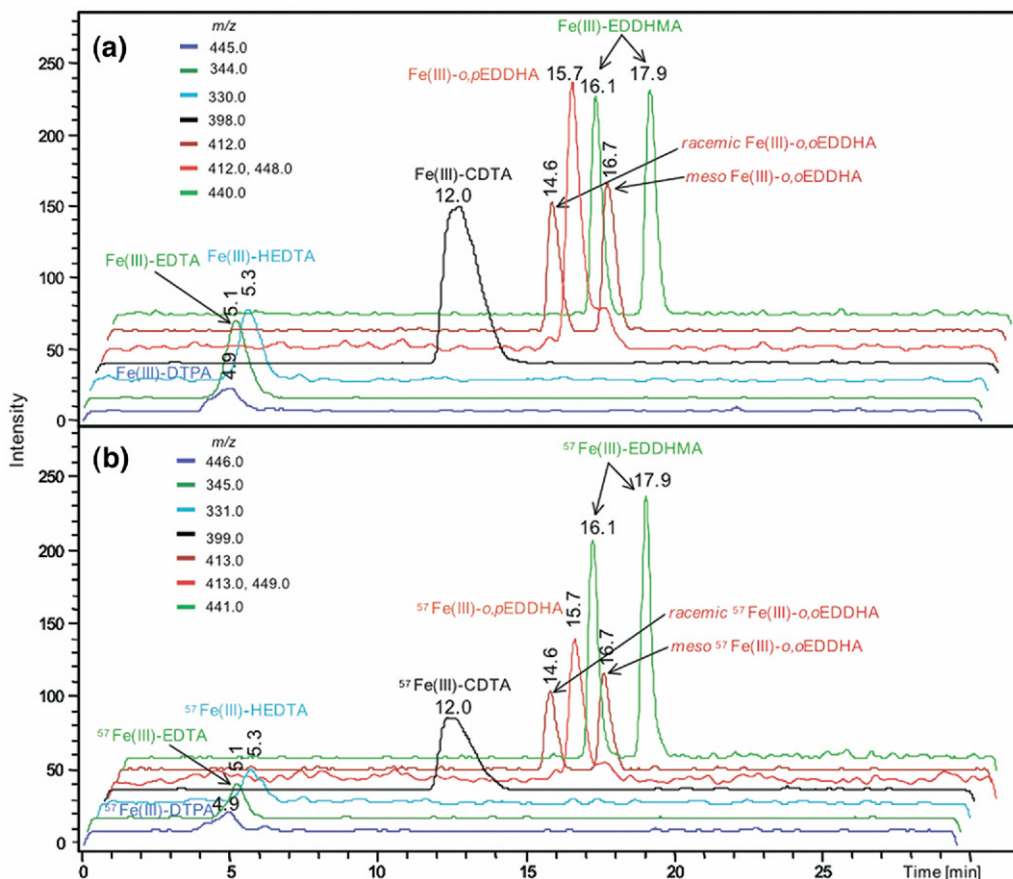 (a)
m/z
445.0
344.0
330.0
398.0
412.0
412.0, 448.0
440.0
Fe(III)-EDDHMA
Fe(III)-o,pEDDHA
15.7
17.9
16.1
racemic Fe(III)-o,oEDDHA
14.6
16.7
meso Fe(III)-o,oEDDHA
Fe(III)-CDTA
12.0
Fe(III)-EDTA
Fe(III)-HEDTA
5.1
5.3
4.9
Fe(III)-DTPA
250
200
150
100
50
0
Intensity
(b)
m/z
446.0
345.0
331.0
399.0
413.0
413.0, 449.0
441.0
⁵⁷Fe(III)-EDDHMA
17.9
16.1
⁵⁷Fe(III)-o,pEDDHA
15.7
racemic ⁵⁷Fe(III)-o,oEDDHA
14.6
16.7
meso ⁵⁷Fe(III)-o,oEDDHA
⁵⁷Fe(III)-CDTA
12.0
⁵⁷Fe(III)-HEDTA
⁵⁷Fe(III)-EDTA
5.1
5.3
⁵⁷Fe(III)-DTPA
4.9
250
200
150
100
50
0
0 5 10 15 20 25 Time [min]